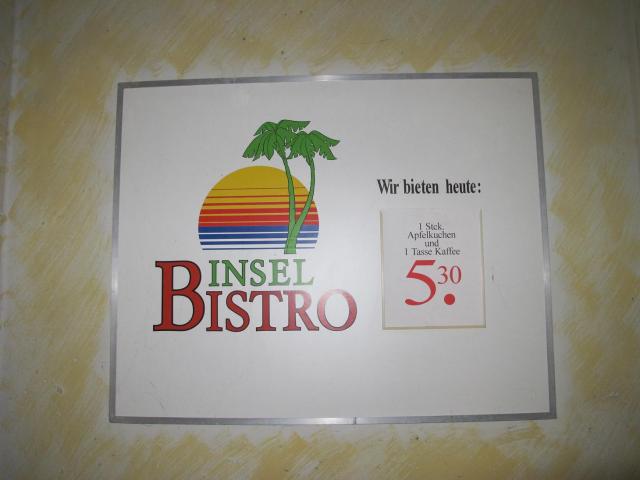 INSEL
BISTRO
Wir bieten heute:
1 Stck.
Apfelkuchen
und
1 Tasse Kaffee
5.30